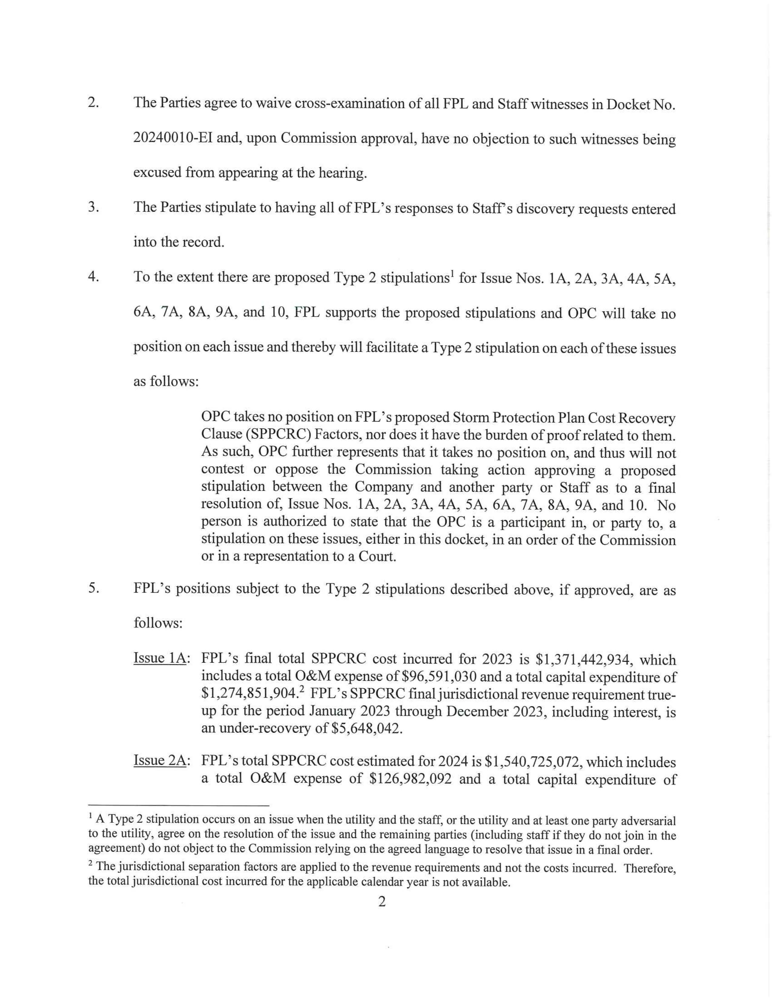 2. The Parties agree to waive cross-examination of all FPL and Staff witnesses in Docket No.
20240010-EI and, upon Commission approval, have no objection to such witnesses being
excused from appearing at the hearing.
3. The Parties stipulate to having all of FPL's responses to Staff's discovery requests entered
into the record.
4. To the extent there are proposed Type 2 stipulations¹ for Issue Nos. 1A, 2A, 3A, 4A, 5A,
6A, 7A, 8A, 9A, and 10, FPL supports the proposed stipulations and OPC will take no
position on each issue and thereby will facilitate a Type 2 stipulation on each of these issues
as follows:
OPC takes no position on FPL's proposed Storm Protection Plan Cost Recovery
Clause (SPPCRC) Factors, nor does it have the burden of proof related to them.
As such, OPC further represents that it takes no position on, and thus will not
contest or oppose the Commission taking action approving a proposed
stipulation between the Company and another party or Staff as to a final
resolution of, Issue Nos. 1A, 2A, 3A, 4A, 5A, 6A, 7A, 8A, 9A, and 10. No
person is authorized to state that the OPC is a participant in, or party to, a
stipulation on these issues, either in this docket, in an order of the Commission
or in a representation to a Court.
5. FPL's positions subject to the Type 2 stipulations described above, if approved, are as
follows:
Issue 1A: FPL's final total SPPCRC cost incurred for 2023 is $1,371,442,934, which
includes a total O&M expense of $96,591,030 and a total capital expenditure of
$1,274,851,904.² FPL's SPPCRC final jurisdictional revenue requirement true-
up for the period January 2023 through December 2023, including interest, is
an under-recovery of $5,648,042.
Issue 2A: FPL's total SPPCRC cost estimated for 2024 is $1,540,725,072, which includes
a total O&M expense of $126,982,092 and a total capital expenditure of
¹ A Type 2 stipulation occurs on an issue when the utility and the staff, or the utility and at least one party adversarial
to the utility, agree on the resolution of the issue and the remaining parties (including staff if they do not join in the
agreement) do not object to the Commission relying on the agreed language to resolve that issue in a final order.
² The jurisdictional separation factors are applied to the revenue requirements and not the costs incurred. Therefore,
the total jurisdictional cost incurred for the applicable calendar year is not available.
2